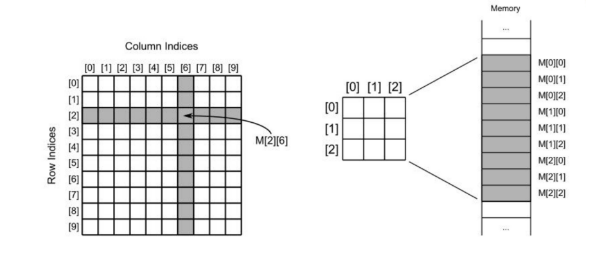 Column Indices
[0] [1] [2] [3] [4] [5] [6] [7] [8] [9]
Row Indices
[0]
[1]
[2]
[3]
[4]
[5]
[6]
[7]
[8]
[9]
M[2][6]
[0] [1] [2]
[0]
[1]
[2]
Memory
...
M[0][0]
M[0][1]
M[0][2]
M[1][0]
M[1][1]
M[1][2]
M[2][0]
M[2][1]
M[2][2]
...